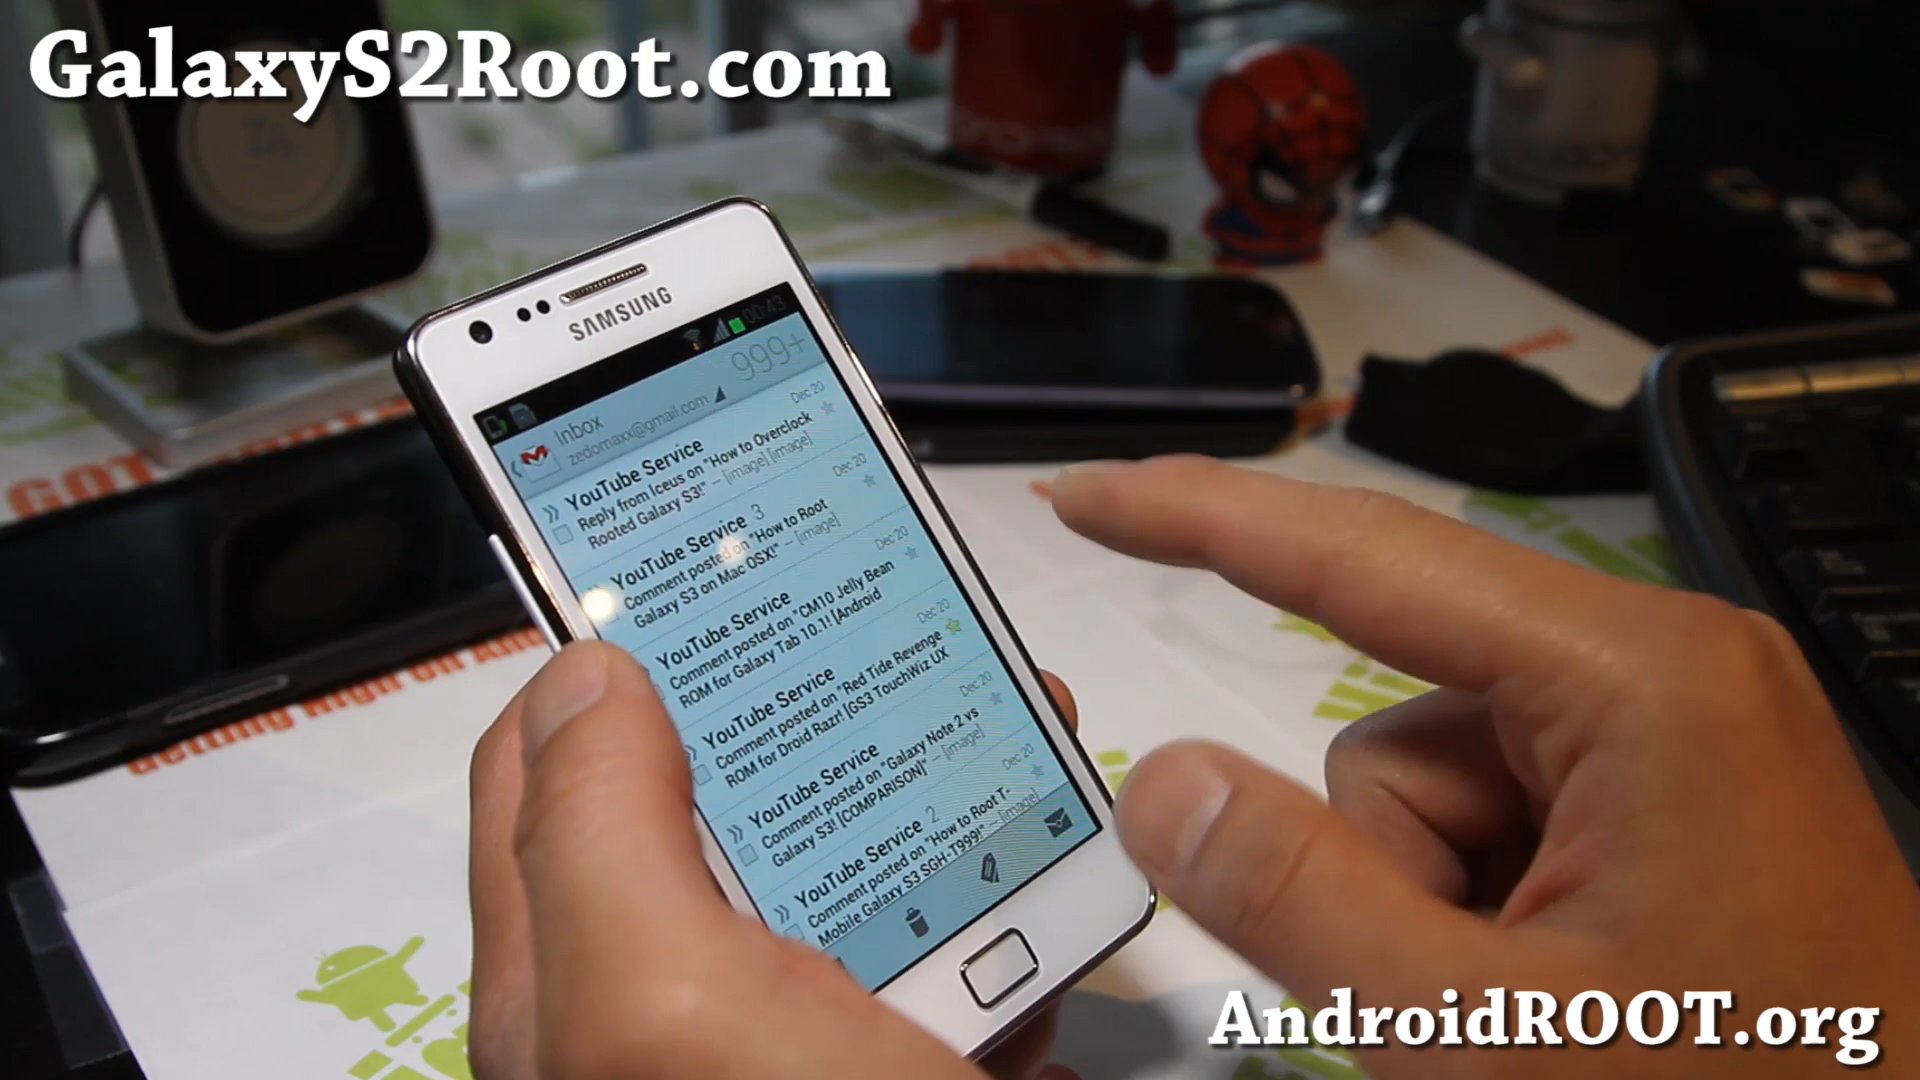 GalaxyS2Root.com
SAMSUNG
00:43
Inbox
999+
zedomaxx@gmail.com
Dec 20
YouTube Service
Reply from Iceus on "How to Overclock
Rooted Galaxy S3!" – [image] [image]
Dec 20
YouTube Service 3
Comment posted on "How to Root
Galaxy S3 on Mac OSX!" – [image]
Dec 20
YouTube Service
Comment posted on "CM10 Jelly Bean
ROM for Galaxy Tab 10.1! [Android
Dec 20
YouTube Service
Comment posted on "Red Tide Revenge
ROM for Droid Razr! [GS3 TouchWiz UX
Dec 20
YouTube Service
Comment posted on "Galaxy Note 2 vs
Galaxy S3! [COMPARISON]" – [image]
Dec 20
YouTube Service 2
Comment posted on "How to Root T-
Mobile Galaxy S3 SGH-T999!" – [image]
AndroidROOT.org